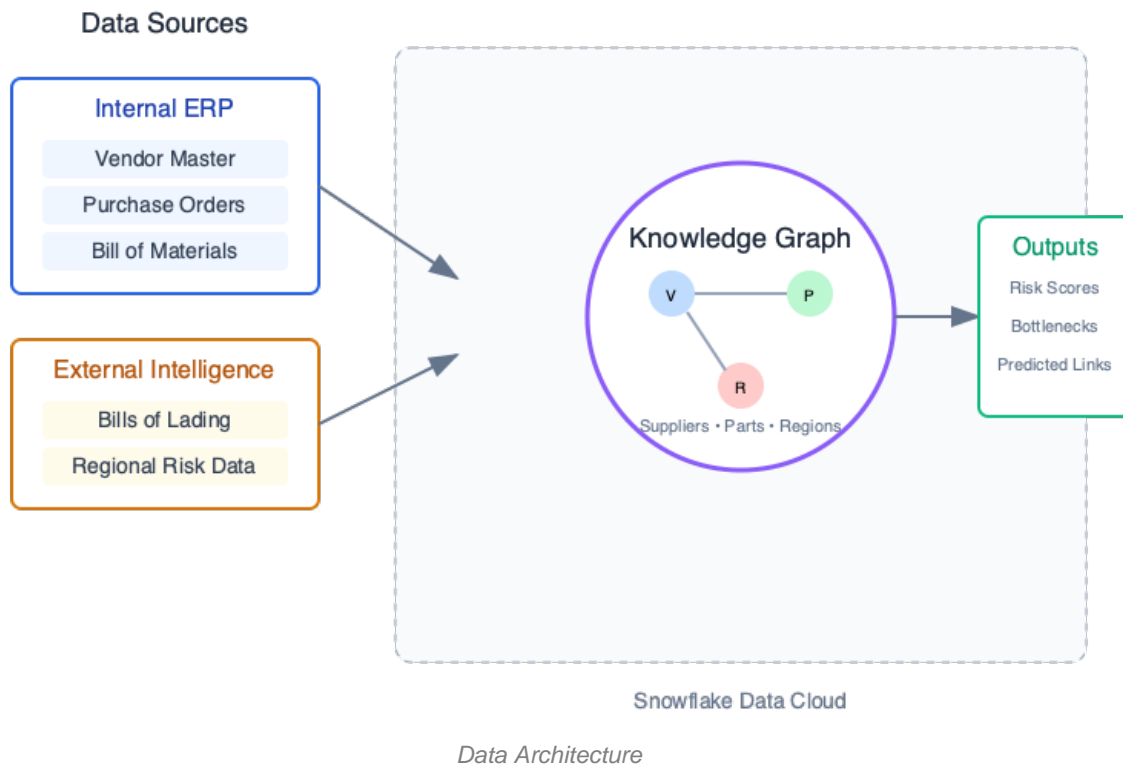 Data Sources
Internal ERP
Vendor Master
Purchase Orders
Bill of Materials
External Intelligence
Bills of Lading
Regional Risk Data
Knowledge Graph
V
P
R
Suppliers • Parts • Regions
Outputs
Risk Scores
Bottlenecks
Predicted Links
Snowflake Data Cloud
Data Architecture